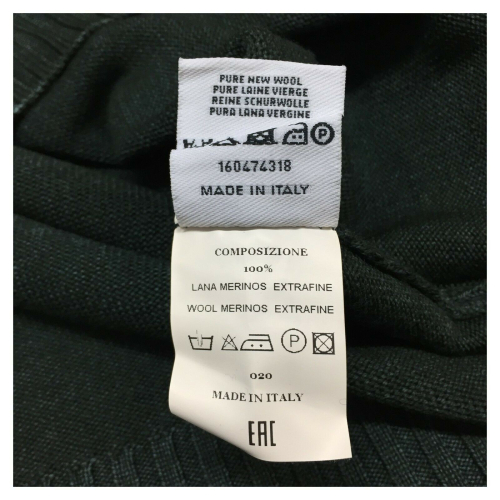 PURE NEW WOOL
PURE LAINE VIERGE
REINE SCHURWOLLE
PURA LANA VERGINE
P
160474318
MADE IN ITALY
COMPOSIZIONE
100%
LANA MERINOS EXTRAFINE
WOOL MERINOS EXTRAFINE
P
020
MADE IN ITALY
EAC